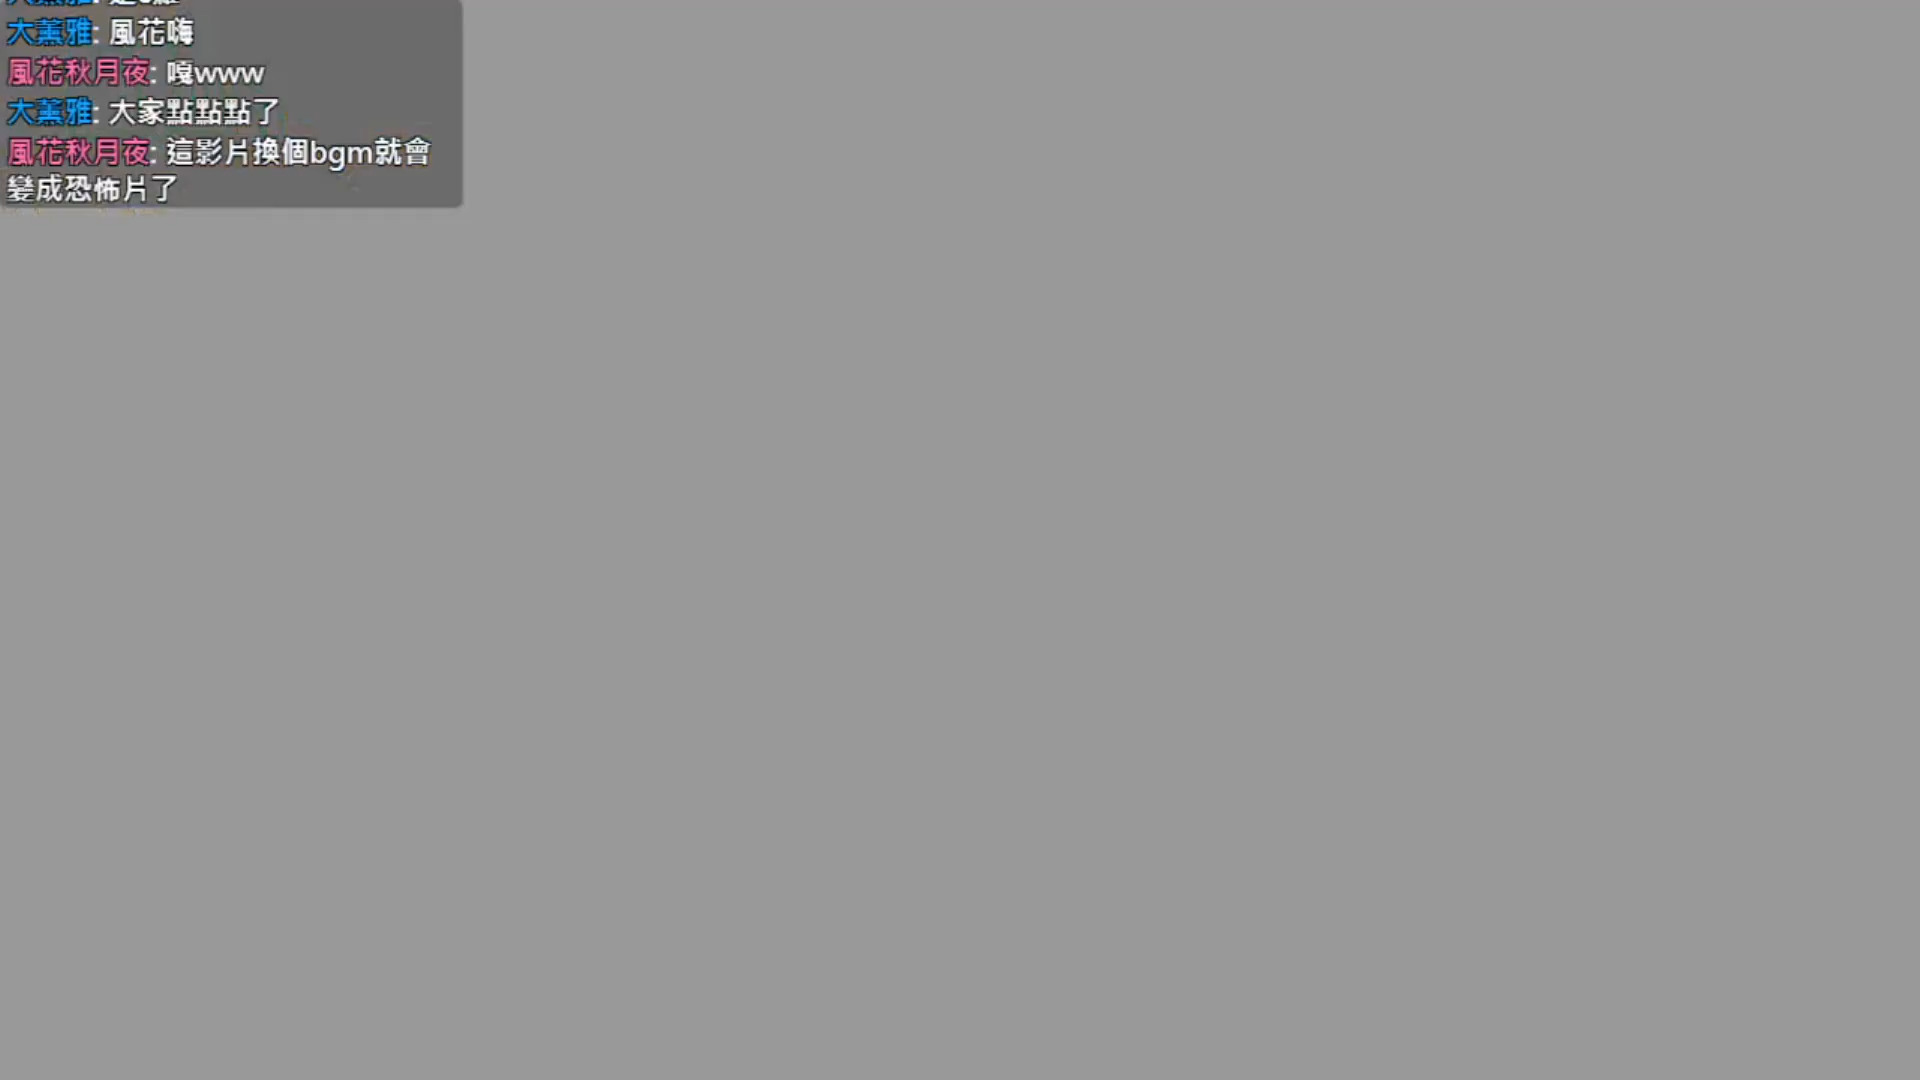 大薰雅: 風花嗨
風花秋月夜: 嘎www
大薰雅: 大家點點點了
風花秋月夜: 這影片換個bgm就會
變成恐怖片了